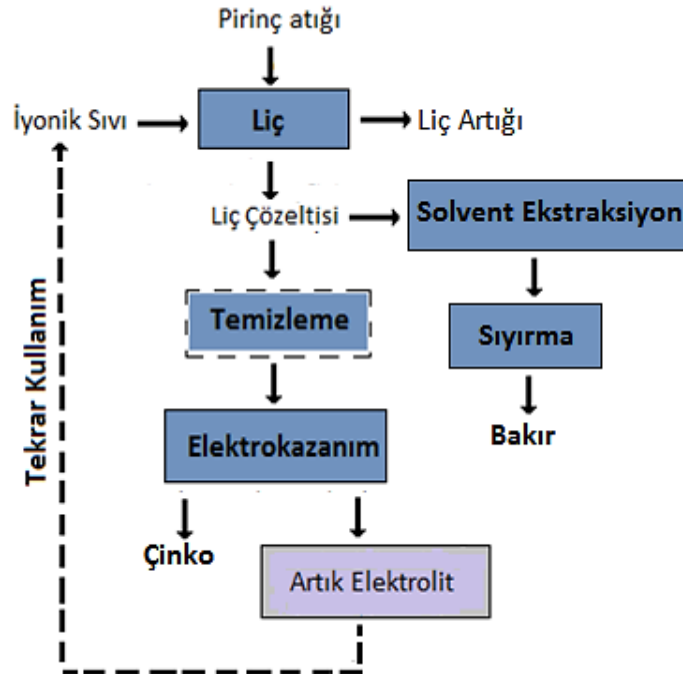 Pirinç atığı
İyonik Sıvı
Liç
Liç Artığı
Liç Çözeltisi
Solvent Ekstraksiyon
Temizleme
Sıyırma
Elektrokazanım
Bakır
Çinko
Artık Elektrolit
Tekrar Kullanım